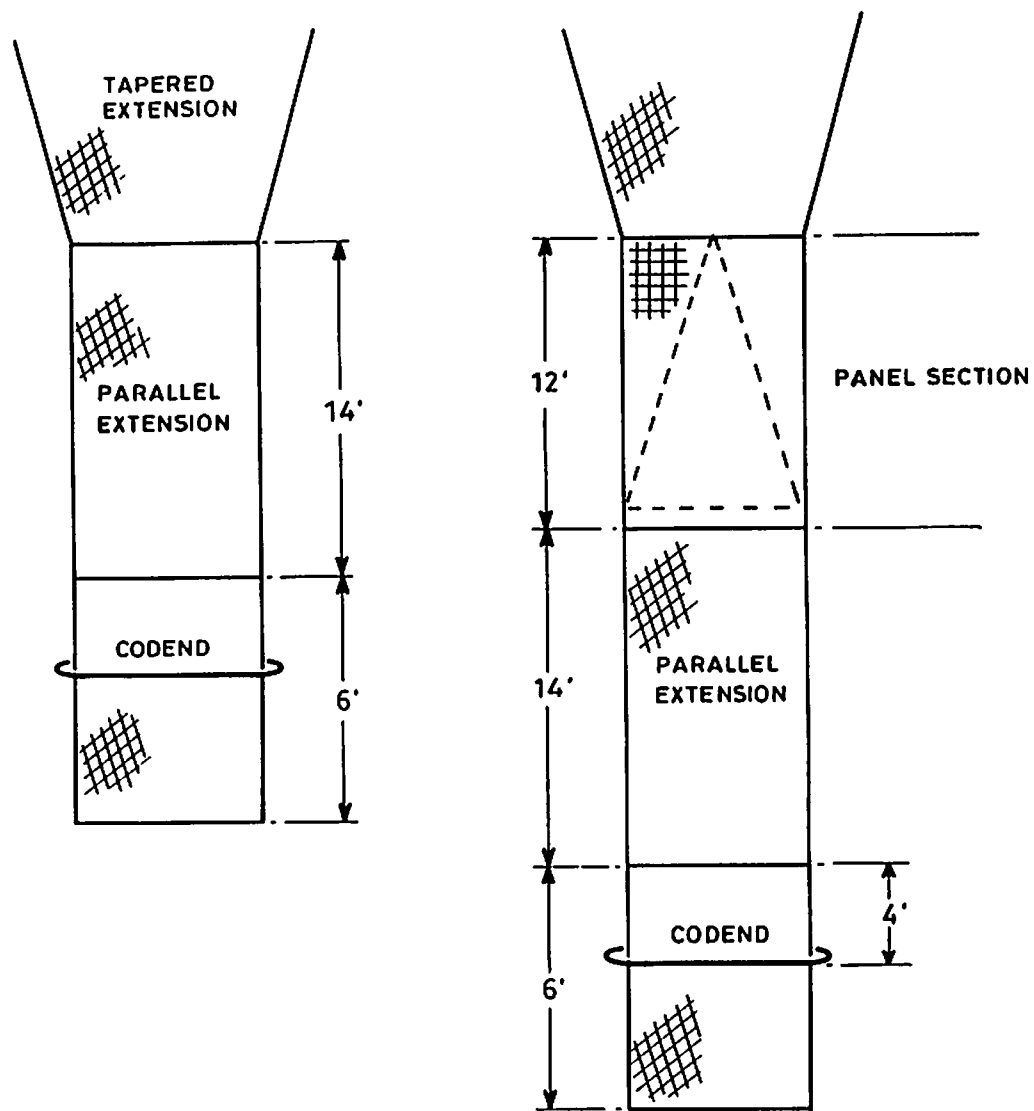 TAPERED
EXTENSION
PARALLEL
EXTENSION
14'
CODEND
6'
12'
PANEL SECTION
PARALLEL
EXTENSION
14'
CODEND
4'
6'